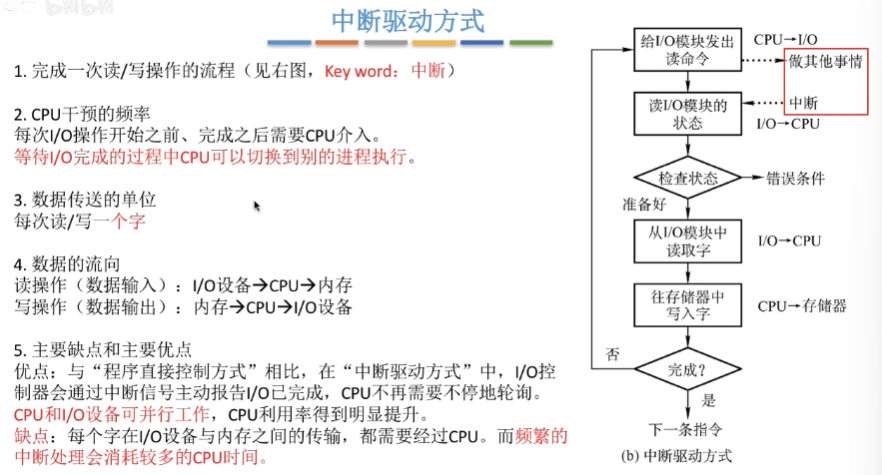 中断驱动方式
1. 完成一次读/写操作的流程（见右图，Key word：中断）
2. CPU干预的频率
每次I/O操作开始之前、完成之后需要CPU介入。
等待I/O完成的过程中CPU可以切换到别的进程执行。
3. 数据传送的单位
每次读/写一个字
4. 数据的流向
读操作（数据输入）：I/O设备→CPU→内存
写操作（数据输出）：内存→CPU→I/O设备
5. 主要缺点和主要优点
优点：与“程序直接控制方式”相比，在“中断驱动方式”中，I/O控
制器会通过中断信号主动报告I/O已完成，CPU不再需要不停地轮询。
CPU和I/O设备可并行工作，CPU利用率得到明显提升。
缺点：每个字在I/O设备与内存之间的传输，都需要经过CPU。而频繁的
中断处理会消耗较多的CPU时间。
给I/O模块发出
读命令
CPU→I/O
做其他事情
读I/O模块的
状态
中断
I/O→CPU
检查状态
错误条件
准备好
从I/O模块中
读取字
I/O→CPU
往存储器中
写入字
CPU→存储器
否
完成？
是
下一条指令
(b) 中断驱动方式